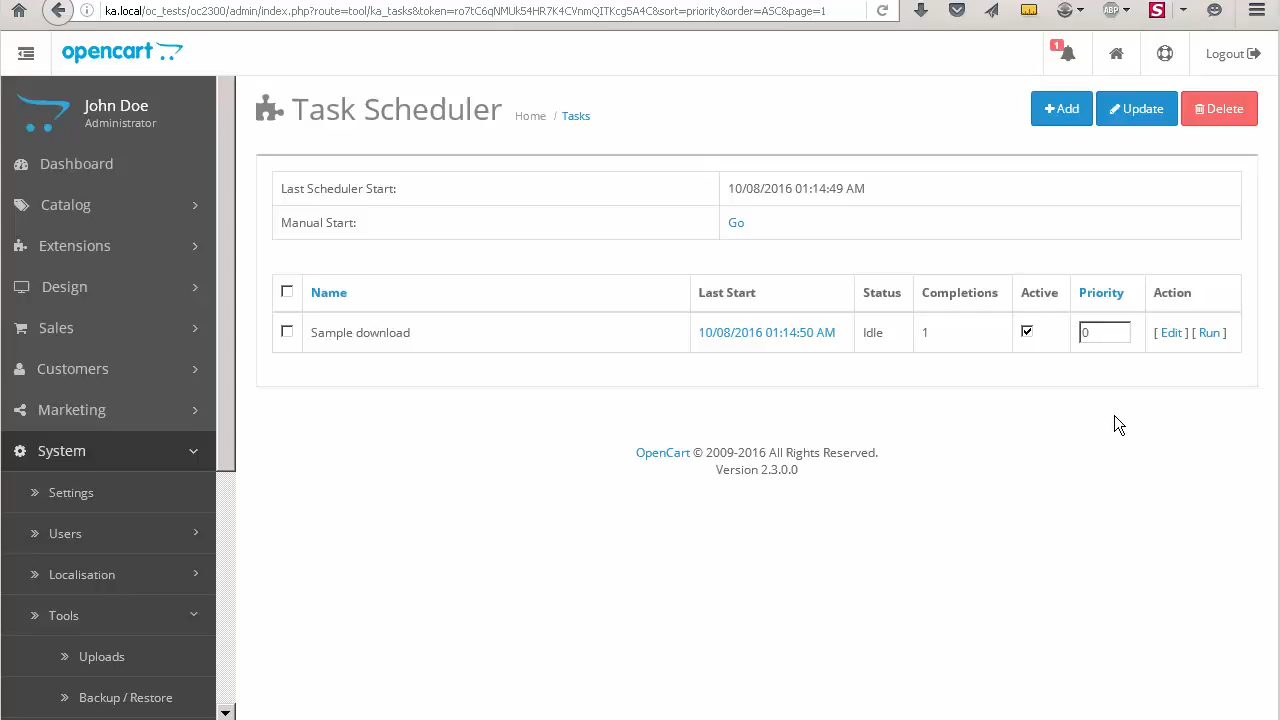 ka.local/oc_tests/oc2300/admin/index.php?route=tool/ka_tasks&token=ro7tC6qNMUk54HR7K4CVnmQITKcg5A4C&sort=priority&order=ASC&page=1
ABP
S
opencart
1
Logout
John Doe
Administrator
Dashboard
Catalog
Extensions
Design
Sales
Customers
Marketing
System
Settings
Users
Localisation
Tools
Uploads
Backup / Restore
Task Scheduler Home / Tasks
Add Update Delete
Last Scheduler Start: 10/08/2016 01:14:49 AM
Manual Start: Go
Name Last Start Status Completions Active Priority Action
Sample download 10/08/2016 01:14:50 AM Idle 1 0 [ Edit ] [ Run ]
OpenCart © 2009-2016 All Rights Reserved.
Version 2.3.0.0